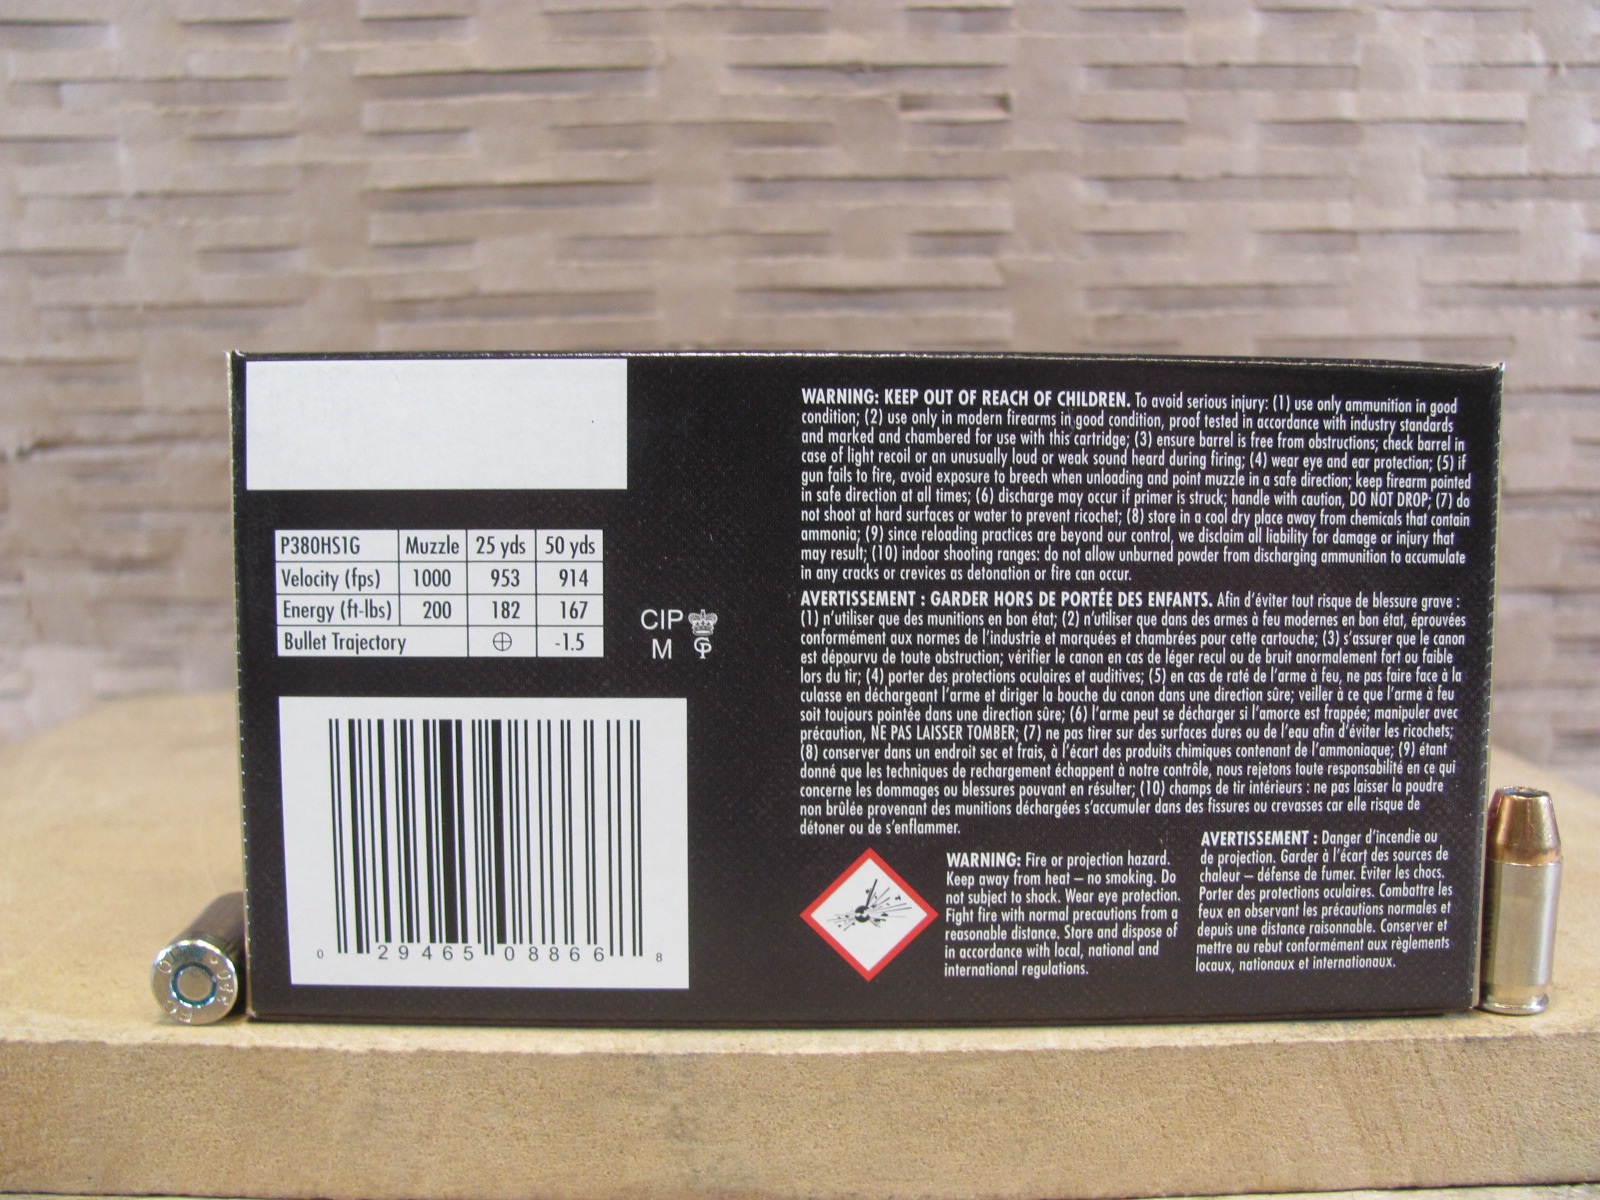 P380HS1G Muzzle 25 yds 50 yds
Velocity (fps) 1000 953 914
Energy (ft-lbs) 200 182 167
Bullet Trajectory ⊕ -1.5
CIP
M
0 29465 08866 8
WARNING: KEEP OUT OF REACH OF CHILDREN. To avoid serious injury: (1) use only ammunition in good
condition; (2) use only in modern firearms in good condition, proof tested in accordance with industry standards
and marked and chambered for use with this cartridge; (3) ensure barrel is free from obstructions; check barrel in
case of light recoil or an unusually loud or weak sound heard during firing; (4) wear eye and ear protection; (5) if
gun fails to fire, avoid exposure to breech when unloading and point muzzle in a safe direction; keep firearm pointed
in safe direction at all times; (6) discharge may occur if primer is struck; handle with caution, DO NOT DROP; (7) do
not shoot at hard surfaces or water to prevent ricochet; (8) store in a cool dry place away from chemicals that contain
ammonia; (9) since reloading practices are beyond our control, we disclaim all liability for damage or injury that
may result; (10) indoor shooting ranges: do not allow unburned powder from discharging ammunition to accumulate
in any cracks or crevices as detonation or fire can occur.
AVERTISSEMENT : GARDER HORS DE PORTÉE DES ENFANTS. Afin d'éviter tout risque de blessure grave :
(1) n'utiliser que des munitions en bon état; (2) n'utiliser que dans des armes à feu modernes en bon état, éprouvées
conformément aux normes de l'industrie et marquées et chambrées pour cette cartouche; (3) s'assurer que le canon
est dépourvu de toute obstruction; vérifier le canon en cas de léger recul ou de bruit anormalement fort ou faible
lors du tir; (4) porter des protections oculaires et auditives; (5) en cas de raté de l'arme à feu, ne pas faire face à la
culasse en déchargeant l'arme et diriger la bouche du canon dans une direction sûre; veiller à ce que l'arme à feu
soit toujours pointée dans une direction sûre; (6) l'arme peut se décharger si l'amorce est frappée; manipuler avec
précaution, NE PAS LAISSER TOMBER; (7) ne pas tirer sur des surfaces dures ou de l'eau afin d'éviter les ricochets;
(8) conserver dans un endroit sec et frais, à l'écart des produits chimiques contenant de l'ammoniaque; (9) étant
donné que les techniques de rechargement échappent à notre contrôle, nous rejetons toute responsabilité en ce qui
concerne les dommages ou blessures pouvant en résulter; (10) champs de tir intérieurs : ne pas laisser la poudre
non brûlée provenant des munitions déchargées s'accumuler dans des fissures ou crevasses car elle risque de
détoner ou de s'enflammer.
WARNING: Fire or projection hazard.
Keep away from heat – no smoking. Do
not subject to shock. Wear eye protection.
Fight fire with normal precautions from a
reasonable distance. Store and dispose of
in accordance with local, national and
international regulations.
AVERTISSEMENT : Danger d'incendie ou
de projection. Garder à l'écart des sources de
chaleur – défense de fumer. Éviter les chocs.
Porter des protections oculaires. Combattre les
feux en observant les précautions normales et
depuis une distance raisonnable. Conserver et
mettre au rebut conformément aux règlements
locaux, nationaux et internationaux.